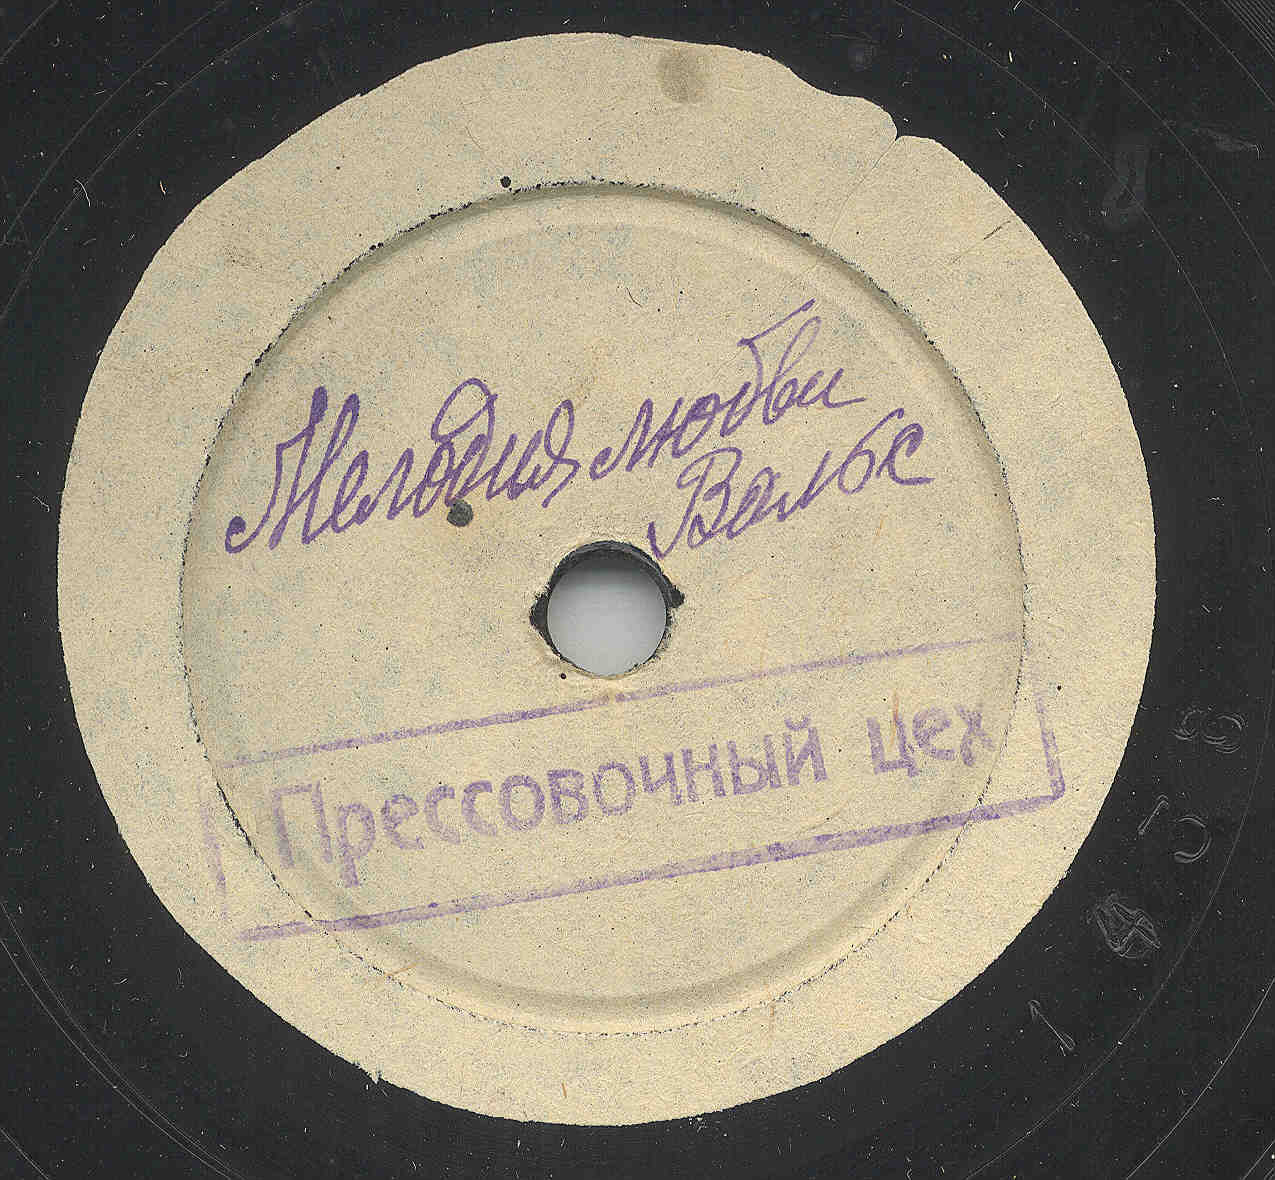 Мелодия любви
Вальс
Прессовочный цех